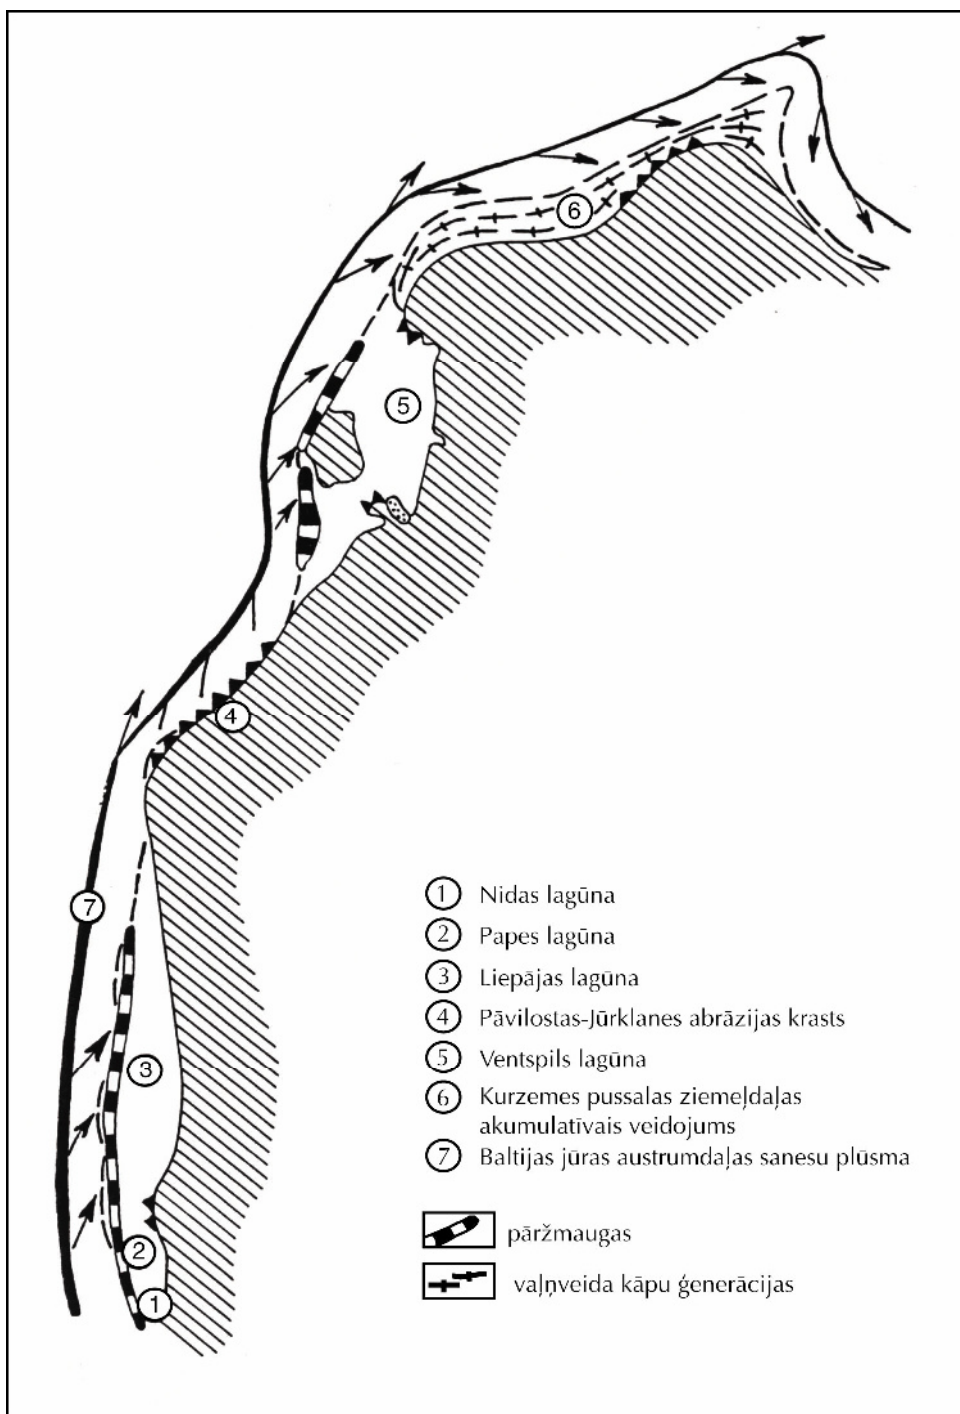 6
5
4
7
3
2
1
1 Nidas lagūna
2 Papes lagūna
3 Liepājas lagūna
4 Pāvilostas-Jūrklanes abrāzijas krasts
5 Ventspils lagūna
6 Kurzemes pussalas ziemeļdaļas
akumulatīvais veidojums
7 Baltijas jūras austrumdaļas sanesu plūsma
pāržmaugas
vaļņveida kāpu ģenerācijas